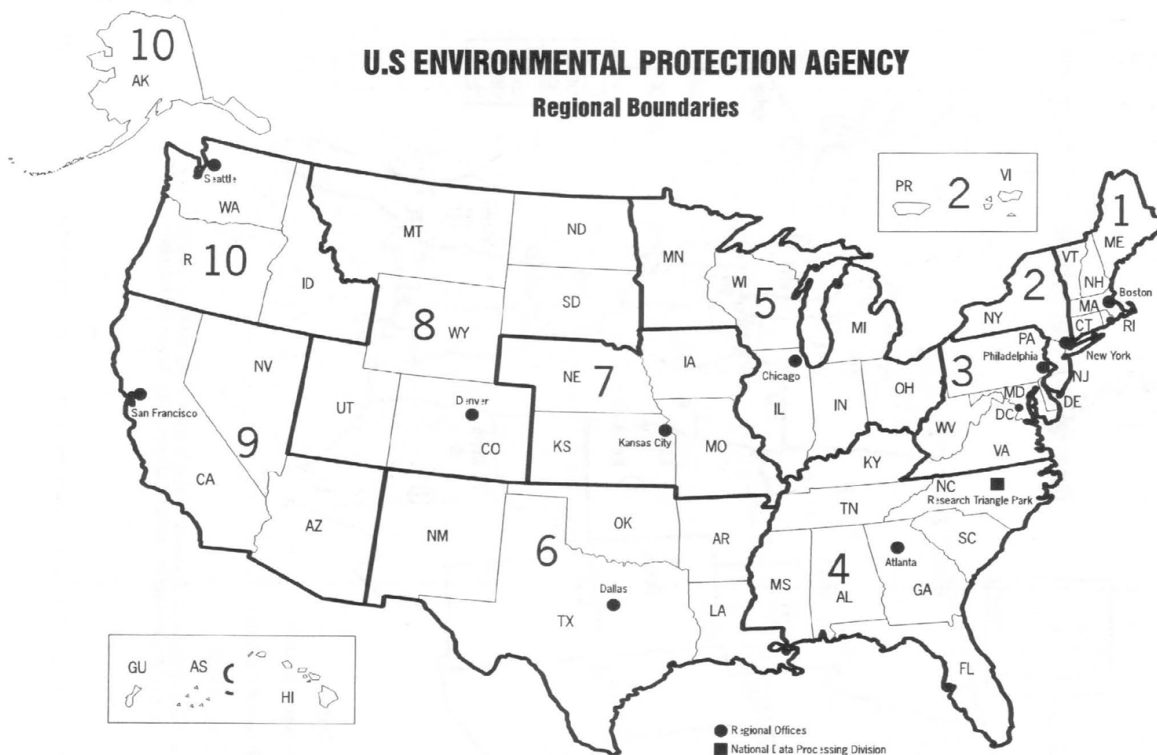 10
AK
U.S ENVIRONMENTAL PROTECTION AGENCY
Regional Boundaries
Seattle
WA
R 10
ID
MT
ND
SD
8
WY
MN
WI
5
MI
PR 2 VI
1
ME
VT
NH
2
NY
MA
Boston
CT
RI
New York
PA
Philadelphia
3
NJ
MD
DE
DC
WV
VA
NV
UT
Denver
CO
San Francisco
9
CA
AZ
NE 7
IA
KS
Kansas City
MO
Chicago
IL
IN
OH
KY
NC
Research Triangle Park
TN
SC
NM
OK
6
AR
Dallas
TX
LA
MS
4
AL
Atlanta
GA
FL
GU AS 9 HI
Regional Offices
National Data Processing Division